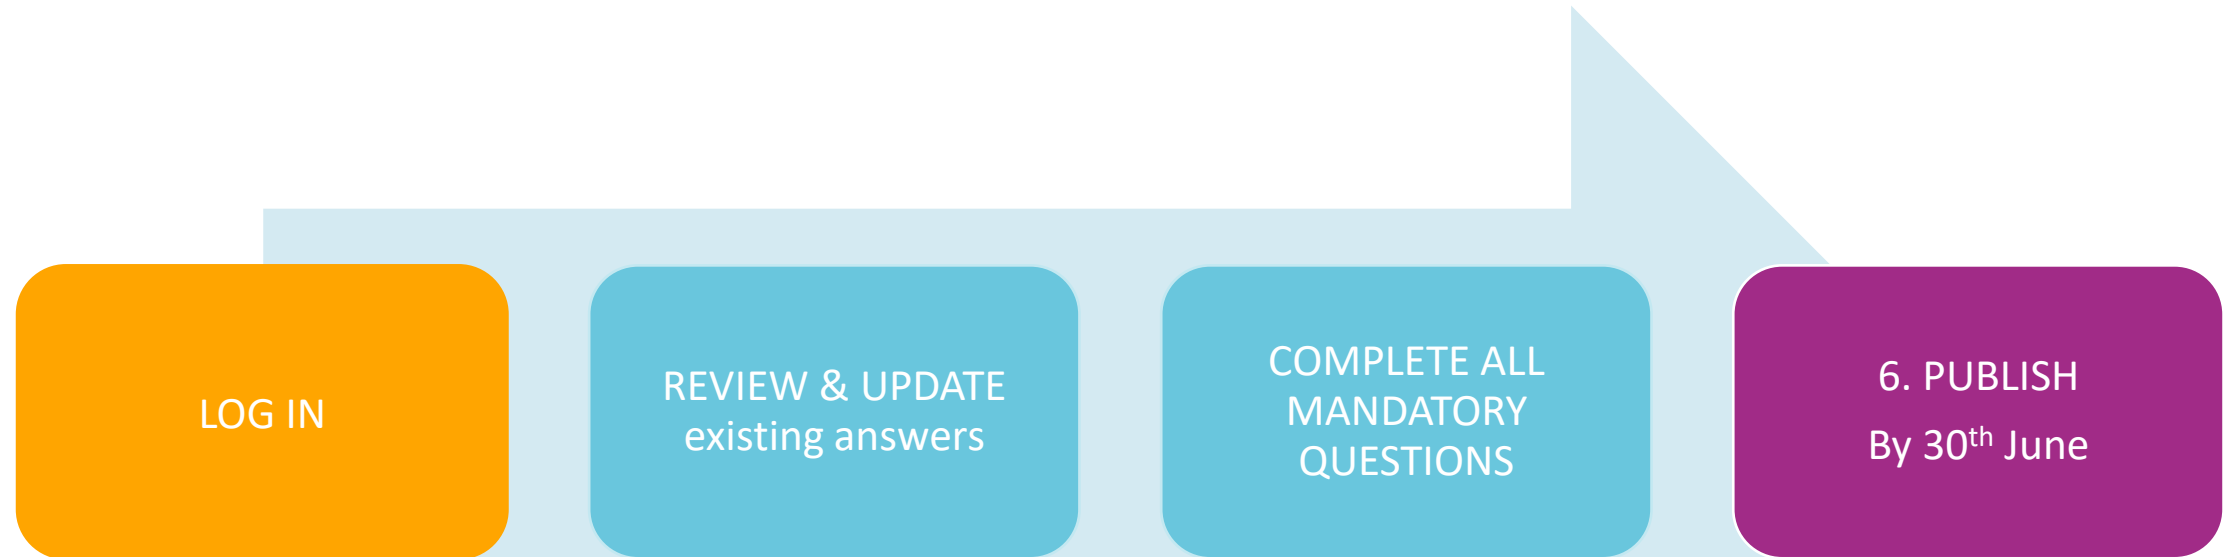 LOG IN
REVIEW & UPDATE
existing answers
COMPLETE ALL
MANDATORY
QUESTIONS
6. PUBLISH
By 30th June